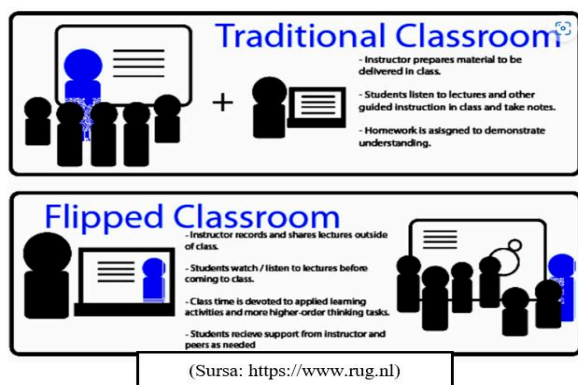 Traditional Classroom
- Instructor prepares material to be
delivered in class.
- Students listen to lectures and other
guided instruction in class and take notes.
- Homework is asisgned to demonstrate
understanding.
Flipped Classroom
- Instructor records and shares lectures outside
of class.
- Students watch / listen to lectures before
coming to class.
- Class time is devoted to applied learning
activities and more higher-order thinking tasks.
- Students recieve support from instructor and
peers as needed
(Sursa: https://www.rug.nl)